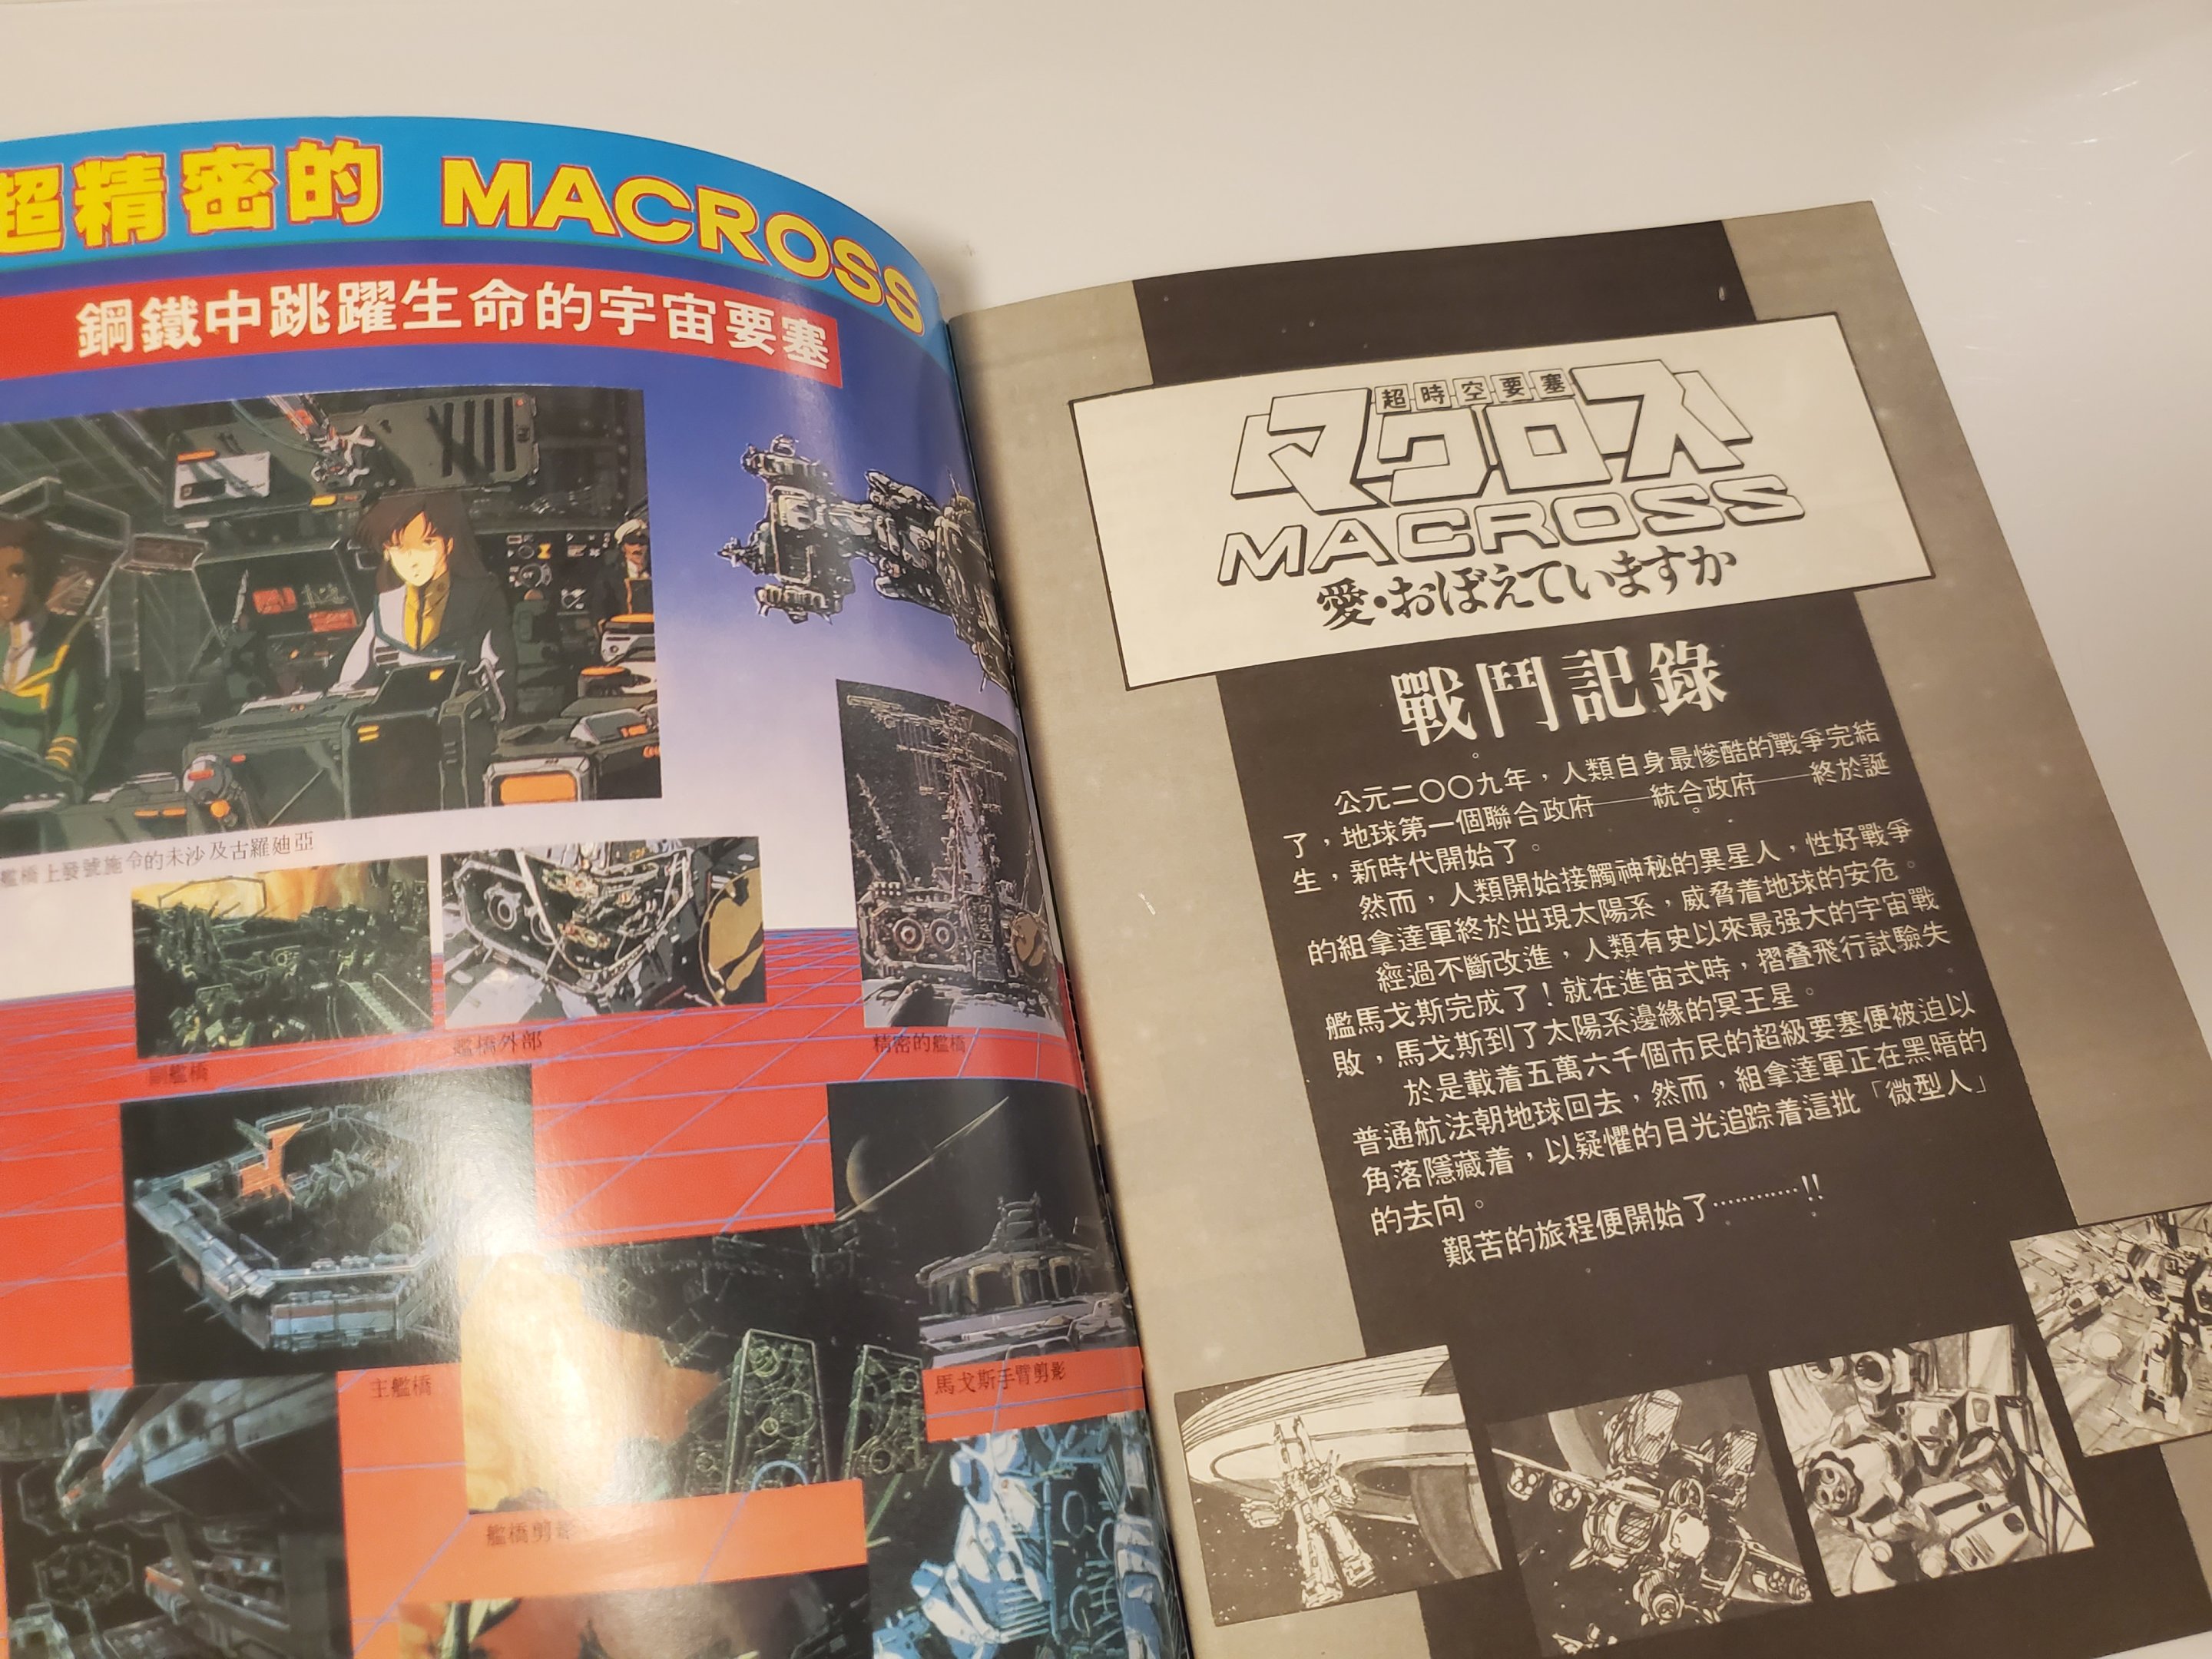 超精密的 MACROSS
鋼鐵中跳躍生命的宇宙要塞
艦橋上發號施令的未沙及古羅廸亞
副艦橋
艦橋外部
精密的艦橋
主艦橋
馬戈斯手臂剪影
艦橋剪影
超時空要塞
マクロス
MACROSS
愛・おぼえていますか
戰鬥記錄
公元二〇〇九年，人類自身最慘酷的戰爭完結
了，地球第一個聯合政府——統合政府——終於誕
生，新時代開始了。
然而，人類開始接觸神秘的異星人，性好戰爭
的組拿達軍終於出現太陽系，威脅着地球的安危。
經過不斷改進，人類有史以來最强大的宇宙戰
艦馬戈斯完成了！就在進宙式時，摺叠飛行試驗失
敗，馬戈斯到了太陽系邊緣的冥王星。
於是載着五萬六千個市民的超級要塞便被迫以
普通航法朝地球回去，然而，組拿達軍正在黑暗的
角落隱藏着，以疑懼的目光追踪着這批「微型人」
的去向。
艱苦的旅程便開始了…………!!